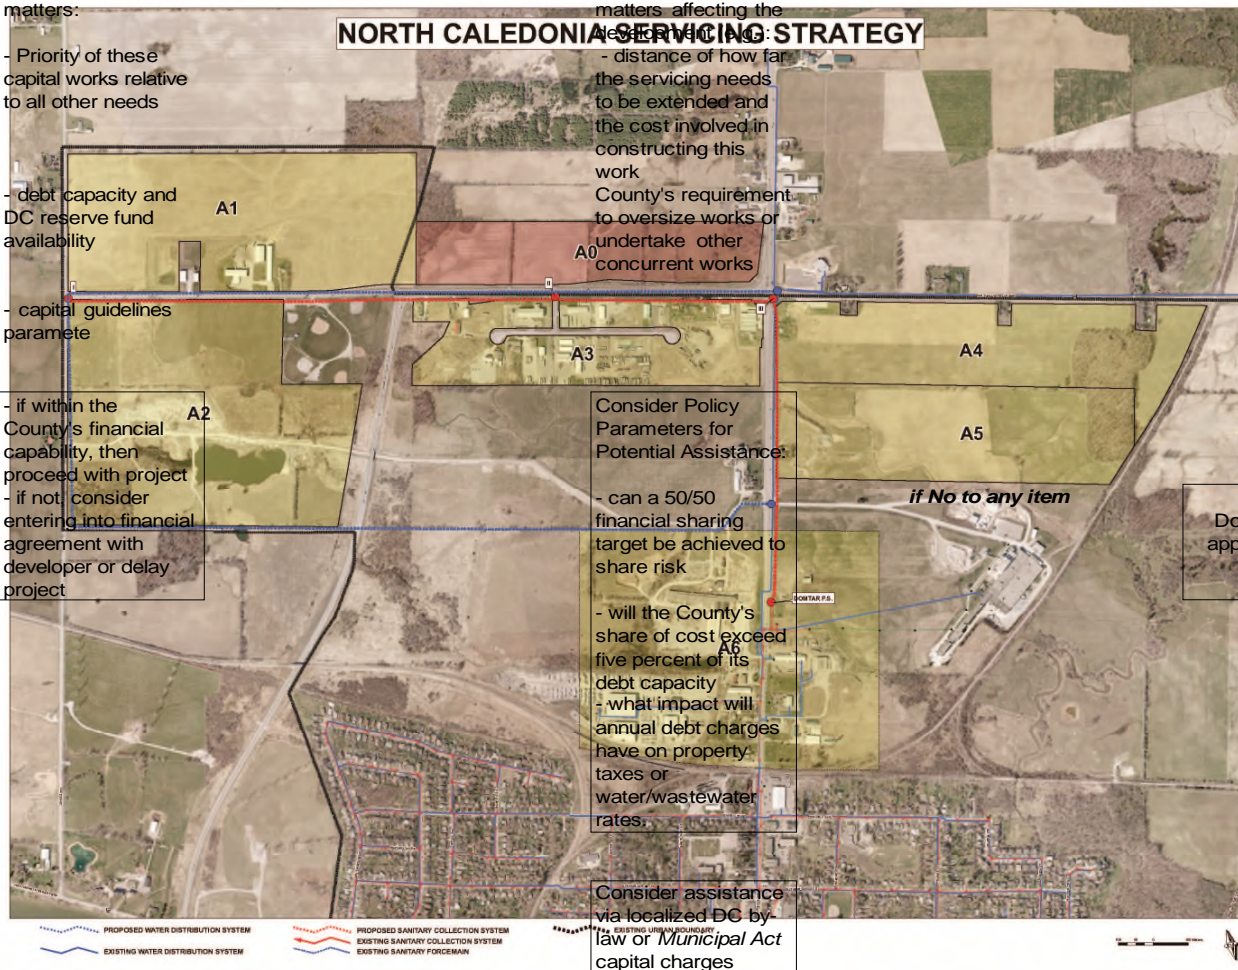 matters:
- Priority of these
capital works relative
to all other needs
- debt capacity and
DC reserve fund
availability
- capital guidelines
paramete
- if within the
County's financial
capability, then
proceed with project
- if not, consider
entering into financial
agreement with
developer or delay
project
NORTH CALEDONIA SERVICING STRATEGY
matters affecting the
development (e.g.):
- distance of how far
the servicing needs
to be extended and
the cost involved in
constructing this
work
County's requirement
to oversize works or
undertake other
concurrent works
Consider Policy
Parameters for
Potential Assistance:
- can a 50/50
financial sharing
target be achieved to
share risk
- will the County's
share of cost exceed
five percent of its
debt capacity
- what impact will
annual debt charges
have on property
taxes or
water/wastewater
rates.
Consider assistance
via localized DC by-
law or Municipal Act
capital charges
if No to any item
Do
app
A1
A0
A3
A2
A4
A5
A6
I
II
III
DOMTAR P.S.
PROPOSED WATER DISTRIBUTION SYSTEM
EXISTING WATER DISTRIBUTION SYSTEM
PROPOSED SANITARY COLLECTION SYSTEM
EXISTING SANITARY COLLECTION SYSTEM
EXISTING SANITARY FORCEMAIN
EXISTING URBAN BOUNDARY